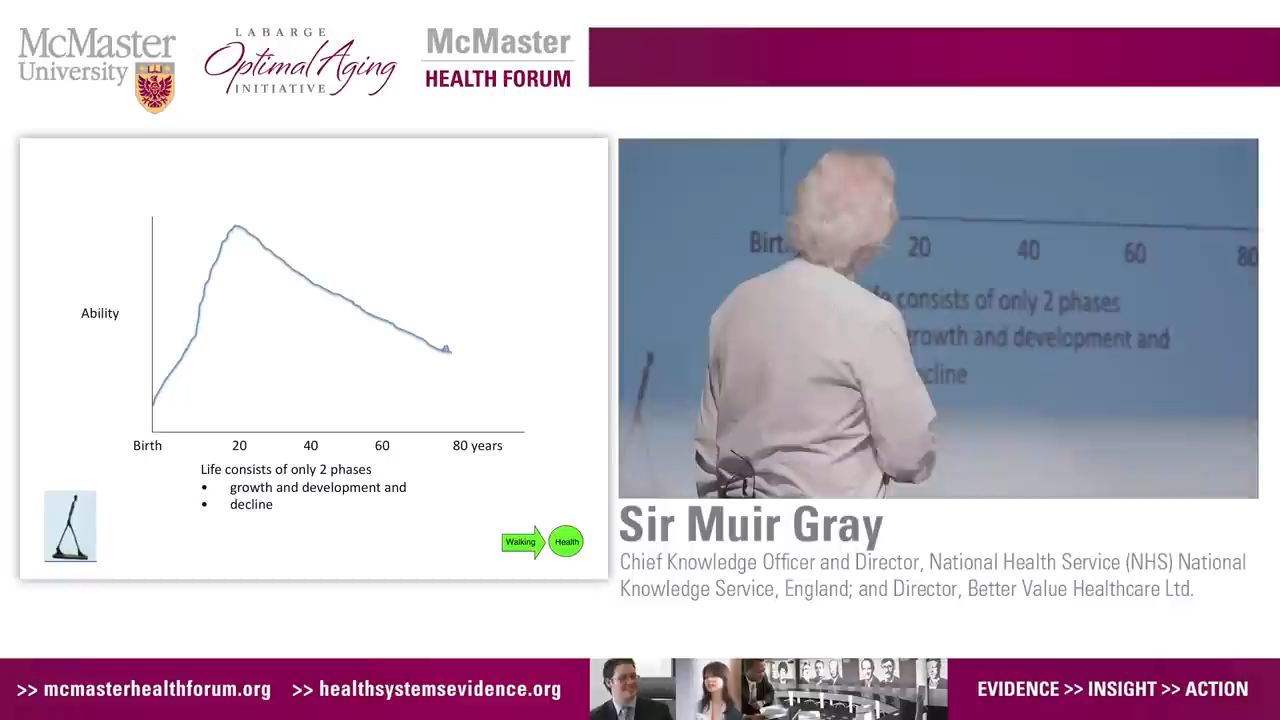 McMaster
University
LABARGE
Optimal Aging
INITIATIVE
McMaster
HEALTH FORUM
Ability
Birth 20 40 60 80 years
Life consists of only 2 phases
• growth and development and
• decline
Walking
Health
20 40 60 80
consists of only 2 phases
growth and development and
Sir Muir Gray
Chief Knowledge Officer and Director, National Health Service (NHS) National
Knowledge Service, England; and Director, Better Value Healthcare Ltd.
>> mcmasterhealthforum.org >> healthsystemsevidence.org
EVIDENCE >> INSIGHT >> ACTION